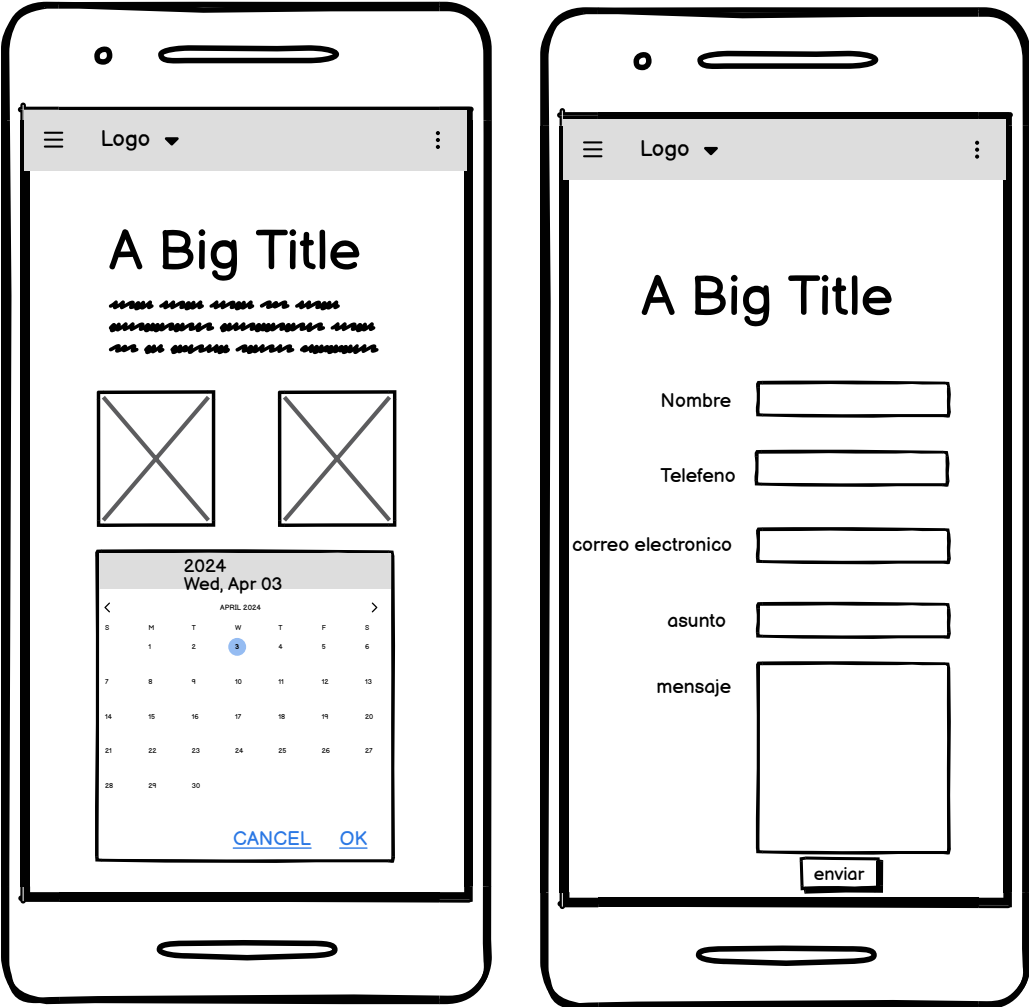 Logo
A Big Title
2024
Wed, Apr 03
APRIL 2024
S M T W T F S
1 2 3 4 5 6
7 8 9 10 11 12 13
14 15 16 17 18 19 20
21 22 23 24 25 26 27
28 29 30
CANCEL OK
Logo
A Big Title
Nombre
Telefeno
correo electronico
asunto
mensaje
enviar